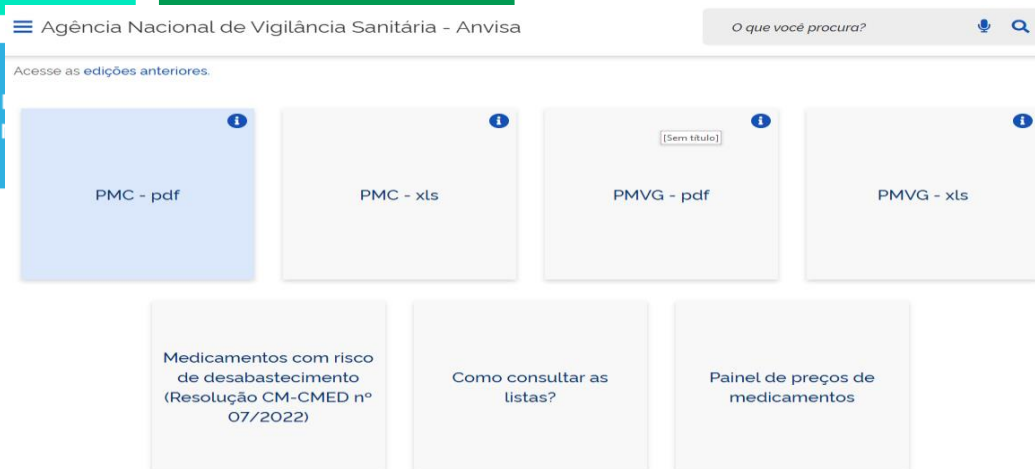 Agência Nacional de Vigilância Sanitária - Anvisa
O que você procura?
Acesse as edições anteriores.
PMC - pdf
PMC - xls
[Sem título]
PMVG - pdf
PMVG - xls
Medicamentos com risco
de desabastecimento
(Resolução CM-CMED nº
07/2022)
Como consultar as
listas?
Painel de preços de
medicamentos